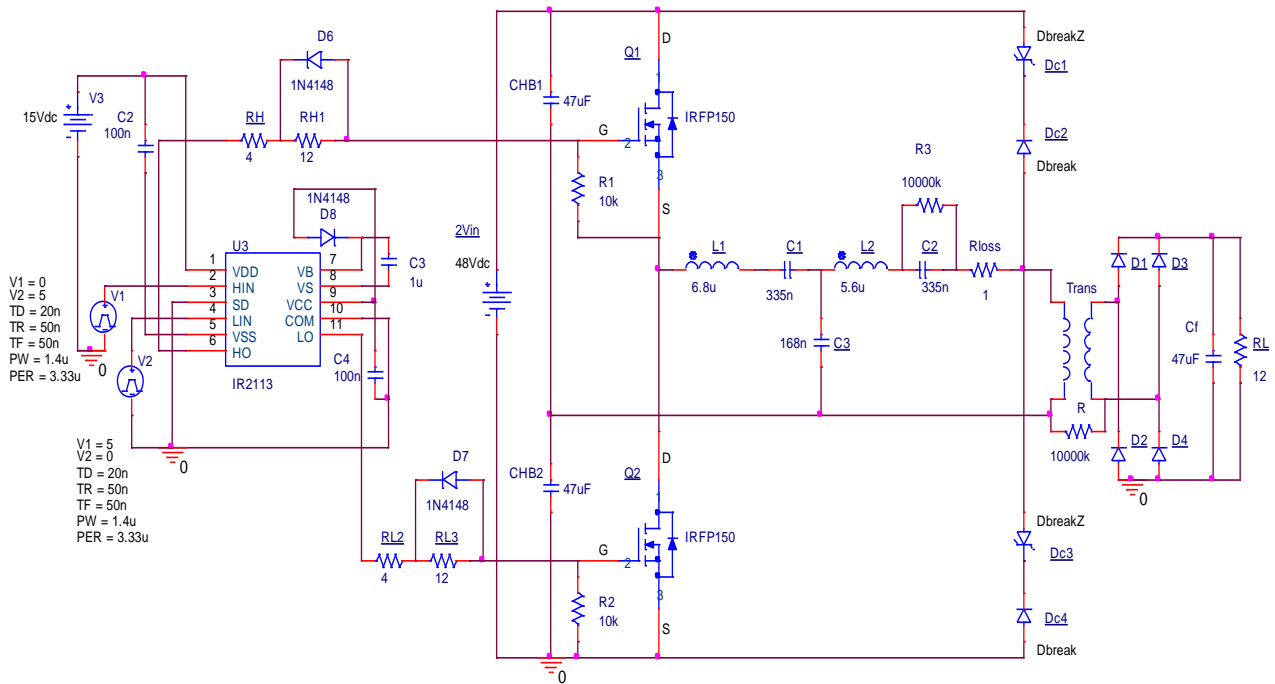 D6
1N4148
V3
15Vdc
C2
100n
RH
4
RH1
12
CHB1
47uF
Q1
D
1
G
2
IRFP150
3
S
R1
10k
DbreakZ
Dc1
Dc2
Dbreak
R3
10000k
1N4148
D8
2Vin
48Vdc
L1
6.8u
C1
335n
L2
5.6u
C2
335n
Rloss
1
Trans
D1
D3
Cf
47uF
RL
12
U3
1
VDD
2
HIN
3
SD
4
LIN
5
VSS
6
HO
7
VB
8
VS
9
VCC
10
COM
11
LO
IR2113
C3
1u
C4
100n
V1 = 0
V2 = 5
TD = 20n
TR = 50n
TF = 50n
PW = 1.4u
PER = 3.33u
V1
0
V2
0
168n
C3
R
10000k
D2
D4
0
V1 = 5
V2 = 0
TD = 20n
TR = 50n
TF = 50n
PW = 1.4u
PER = 3.33u
D7
1N4148
RL2
4
RL3
12
CHB2
47uF
Q2
D
1
G
2
IRFP150
3
S
R2
10k
0
DbreakZ
Dc3
Dc4
Dbreak